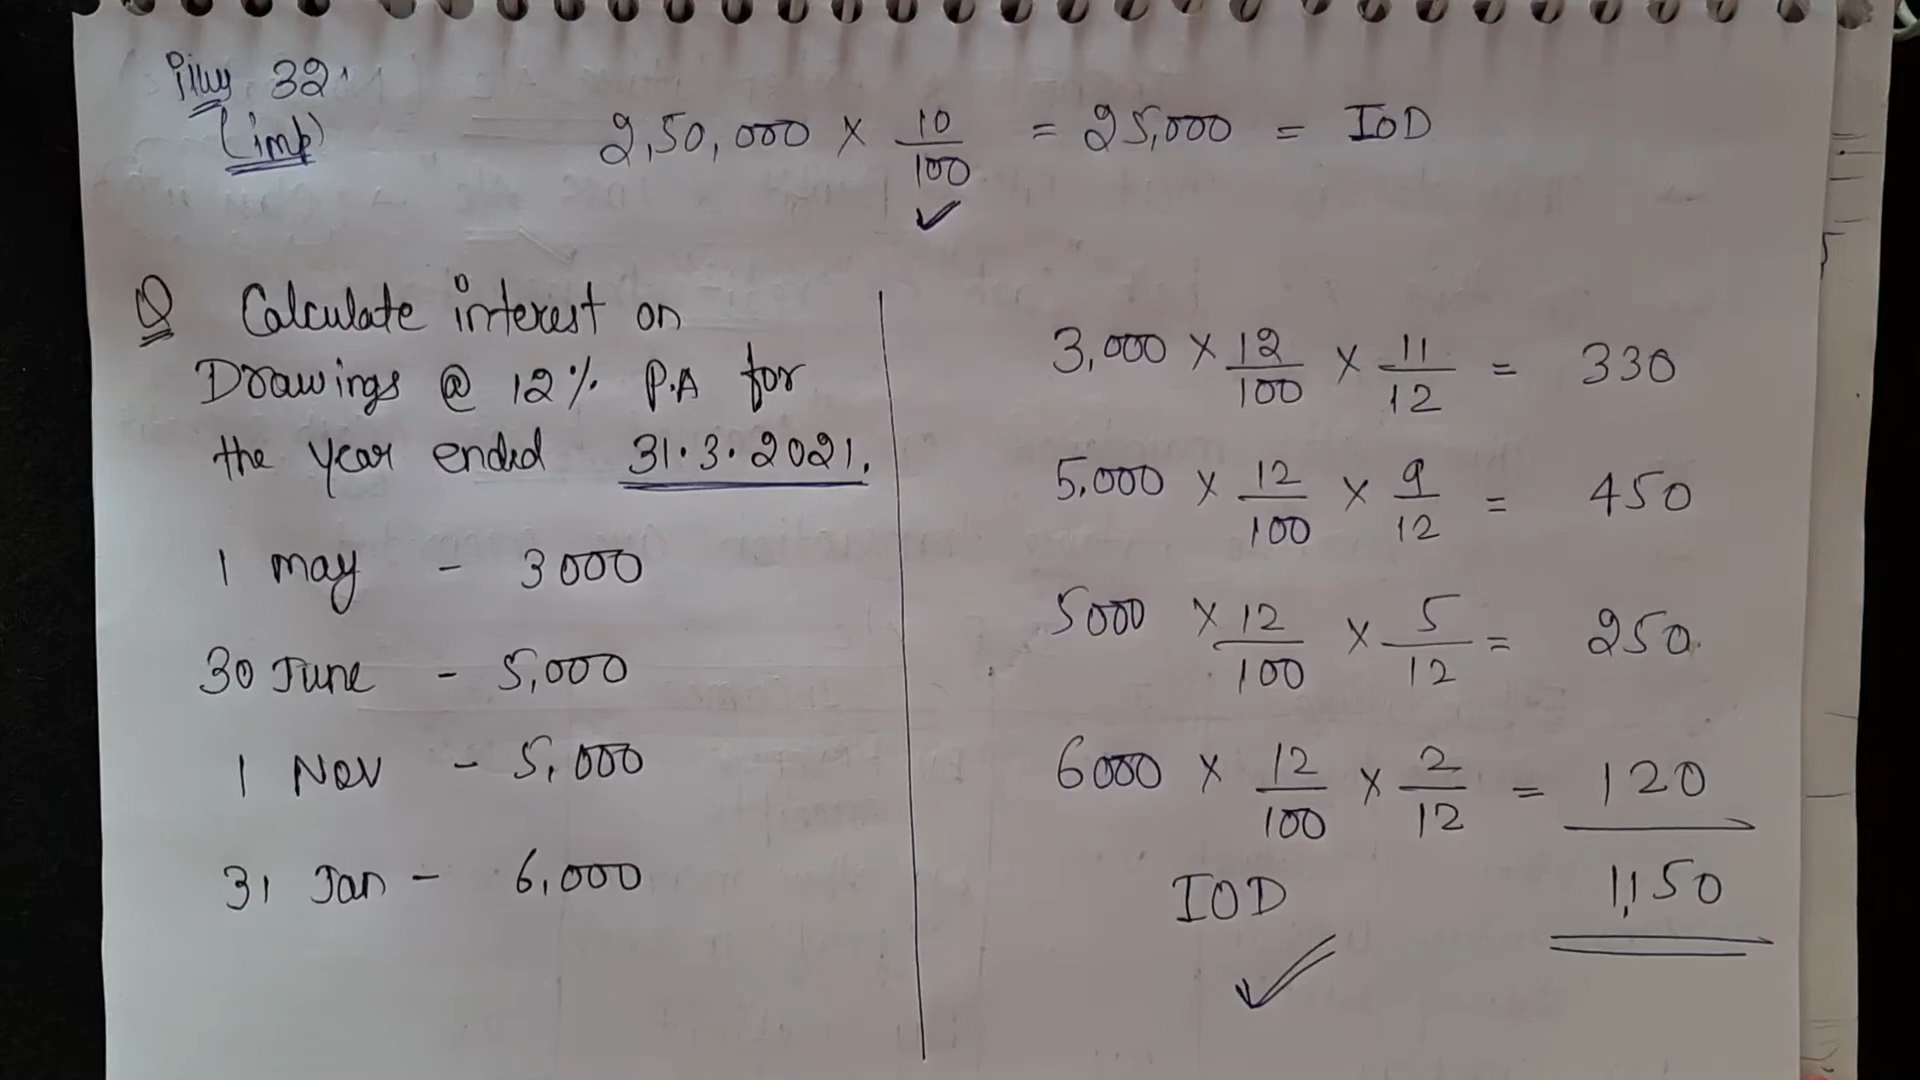 illus 32
(imp)
2,50,000 × 10/100 = 25,000 = IOD
Q Calculate interest on
Drawings @ 12% P.A for
the year ended 31.3.2021.
1 may - 3000
30 June - 5,000
1 Nov - 5,000
31 Jan - 6,000
3,000 × 12/100 × 11/12 = 330
5,000 × 12/100 × 9/12 = 450
5000 × 12/100 × 5/12 = 250
6000 × 12/100 × 2/12 = 120
IOD 1,150